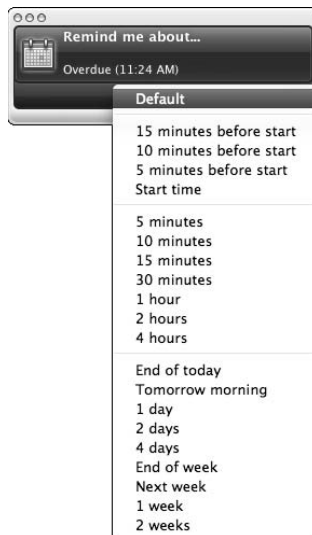 Remind me about...
Overdue (11:24 AM)
Default
15 minutes before start
10 minutes before start
5 minutes before start
Start time
5 minutes
10 minutes
15 minutes
30 minutes
1 hour
2 hours
4 hours
End of today
Tomorrow morning
1 day
2 days
4 days
End of week
Next week
1 week
2 weeks